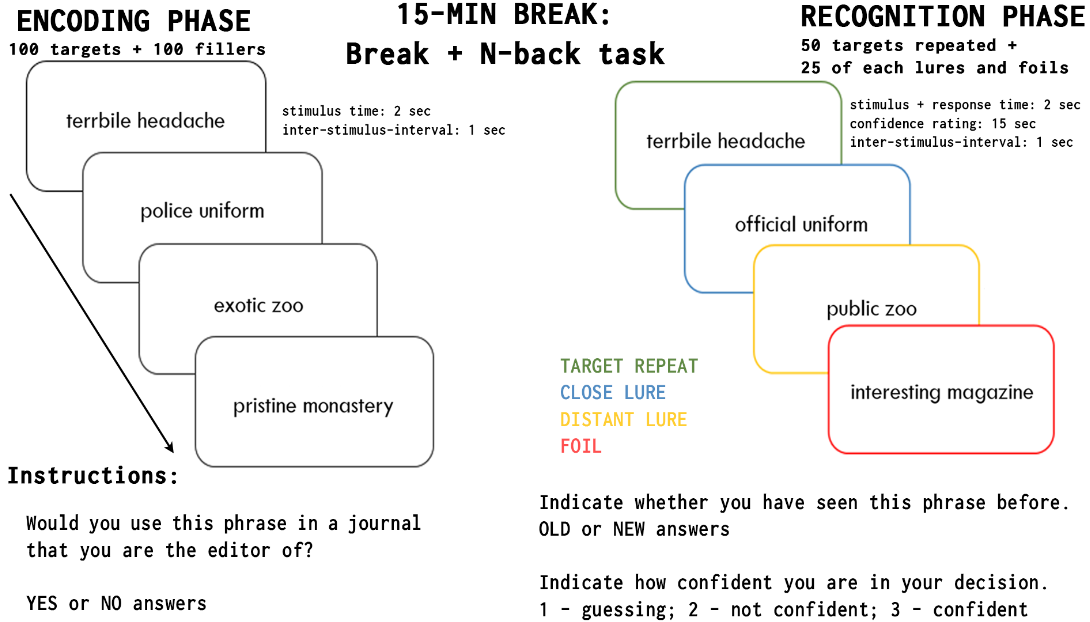 ENCODING PHASE
100 targets + 100 fillers
terrbile headache
stimulus time: 2 sec
inter-stimulus-interval: 1 sec
police uniform
exotic zoo
pristine monastery
Instructions:
Would you use this phrase in a journal
that you are the editor of?
YES or NO answers
15-MIN BREAK:
Break + N-back task
RECOGNITION PHASE
50 targets repeated +
25 of each lures and foils
stimulus + response time: 2 sec
confidence rating: 15 sec
inter-stimulus-interval: 1 sec
terrbile headache
official uniform
public zoo
interesting magazine
TARGET REPEAT
CLOSE LURE
DISTANT LURE
FOIL
Indicate whether you have seen this phrase before.
OLD or NEW answers
Indicate how confident you are in your decision.
1 - guessing; 2 - not confident; 3 - confident